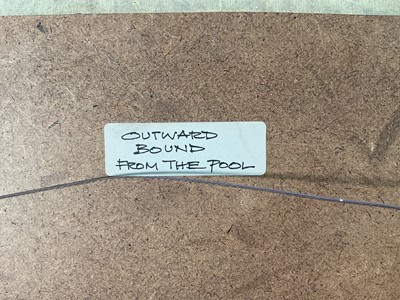 OUTWARD
BOUND
FROM THE POOL